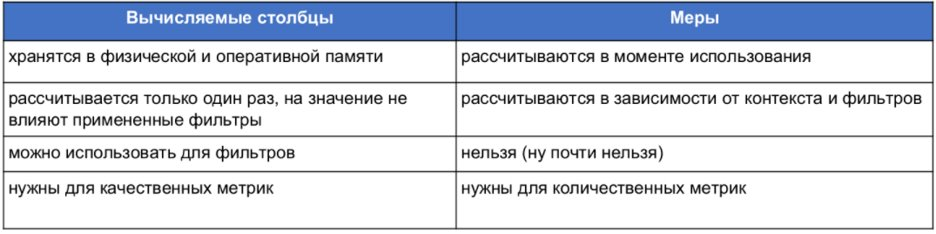 Вычисляемые столбцы
Меры
хранятся в физической и оперативной памяти
рассчитываются в моменте использования
рассчитывается только один раз, на значение не
влияют примененные фильтры
рассчитываются в зависимости от контекста и фильтров
можно использовать для фильтров
нельзя (ну почти нельзя)
нужны для качественных метрик
нужны для количественных метрик